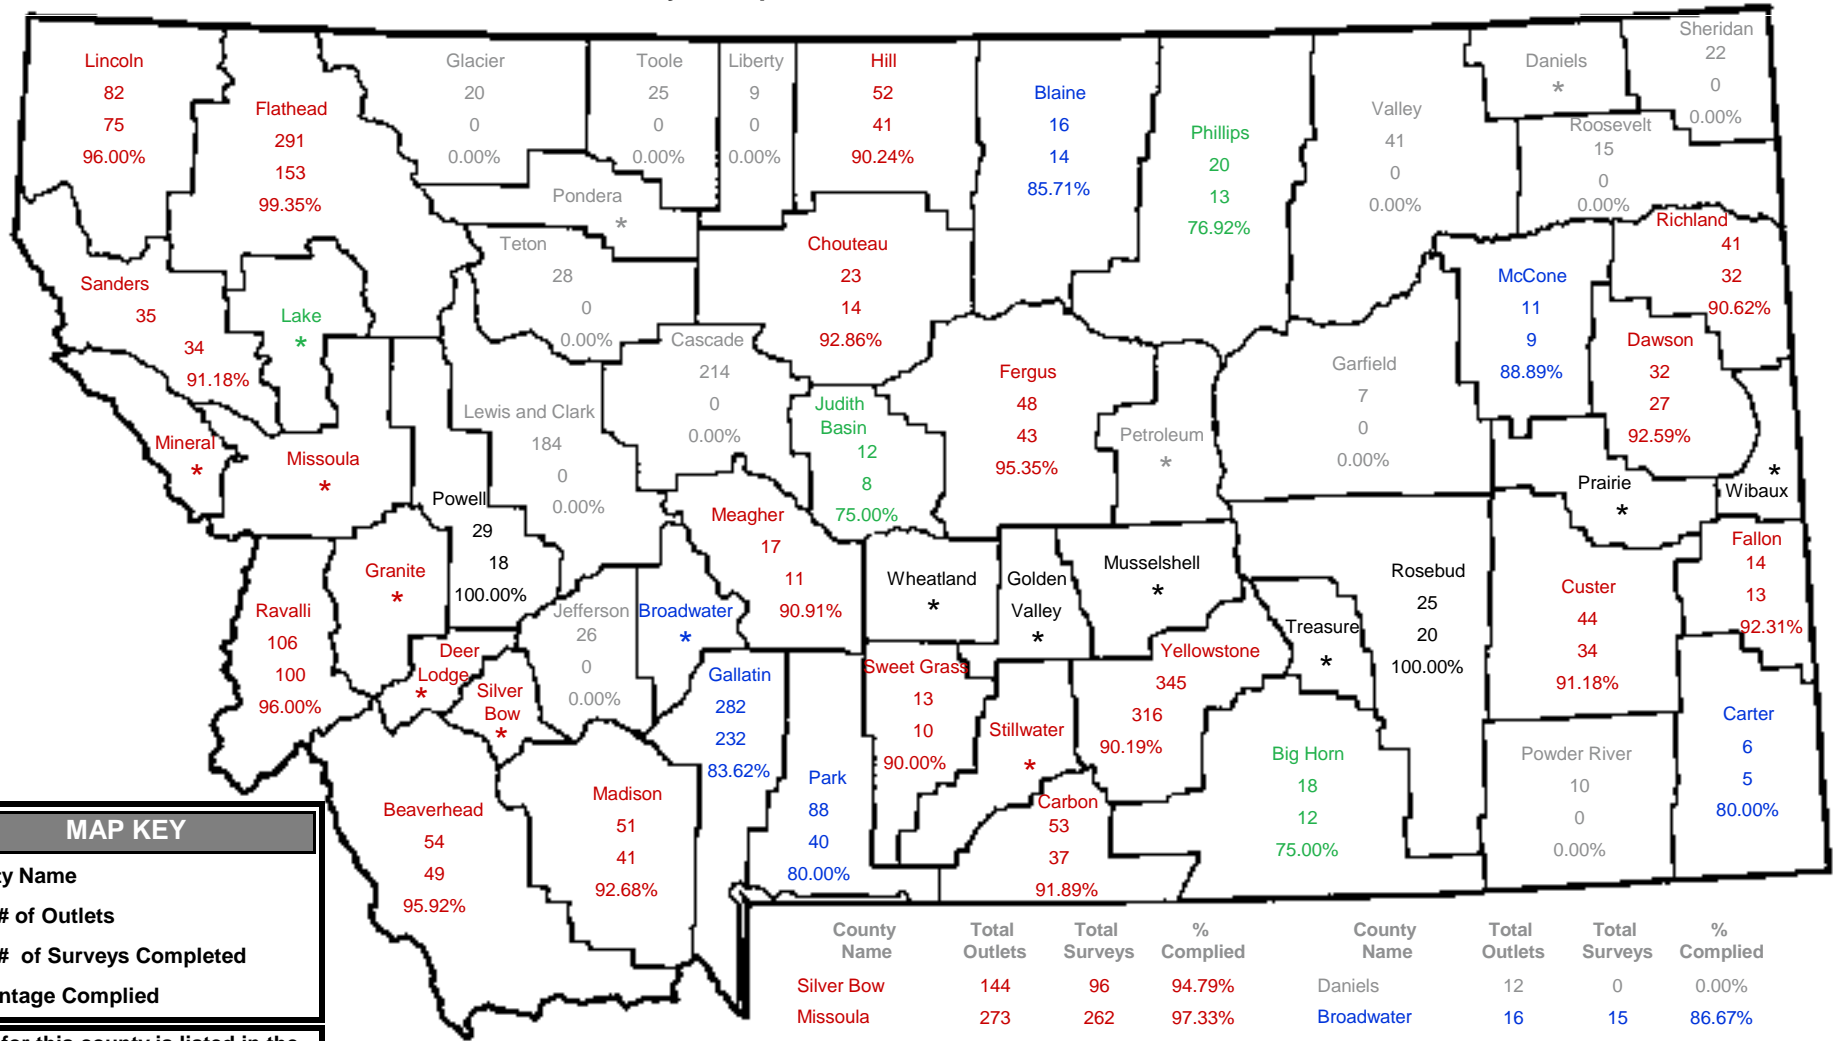 Lincoln
82
75
96.00%
Flathead
291
153
99.35%
Glacier
20
0
0.00%
Toole
25
0
0.00%
Liberty
9
0
0.00%
Hill
52
41
90.24%
Blaine
16
14
85.71%
Phillips
20
13
76.92%
Valley
41
0
0.00%
Daniels
*
Sheridan
22
0
0.00%
Roosevelt
15
0
0.00%
Pondera
*
Teton
28
0
0.00%
Chouteau
23
14
92.86%
Richland
41
32
90.62%
McCone
11
9
88.89%
Dawson
32
27
92.59%
Sanders
35
34
91.18%
Lake
*
Cascade
214
0
0.00%
Judith
Basin
12
8
75.00%
Fergus
48
43
95.35%
Petroleum
*
Garfield
7
0
0.00%
Lewis and Clark
184
0
0.00%
Mineral
*
Missoula
*
Powell
29
18
100.00%
Meagher
17
11
90.91%
Prairie
*
*
Wibaux
Granite
*
Ravalli
106
100
96.00%
Deer
Lodge
*
Silver
Bow
*
Jefferson
26
0
0.00%
Broadwater
*
Wheatland
*
Golden
Valley
*
Musselshell
*
Treasure
*
Rosebud
25
20
100.00%
Custer
44
34
91.18%
Fallon
14
13
92.31%
Gallatin
282
232
83.62%
Sweet Grass
13
10
90.00%
Stillwater
*
Yellowstone
345
316
90.19%
Big Horn
18
12
75.00%
Powder River
10
0
0.00%
Carter
6
5
80.00%
Beaverhead
54
49
95.92%
Madison
51
41
92.68%
Park
88
40
80.00%
Carbon
53
37
91.89%
MAP KEY
y Name
# of Outlets
# of Surveys Completed
ntage Complied
for this county is listed in the
County Name Total Outlets Total Surveys % Complied
Silver Bow 144 96 94.79%
Missoula 273 262 97.33%
County Name Total Outlets Total Surveys % Complied
Daniels 12 0 0.00%
Broadwater 16 15 86.67%